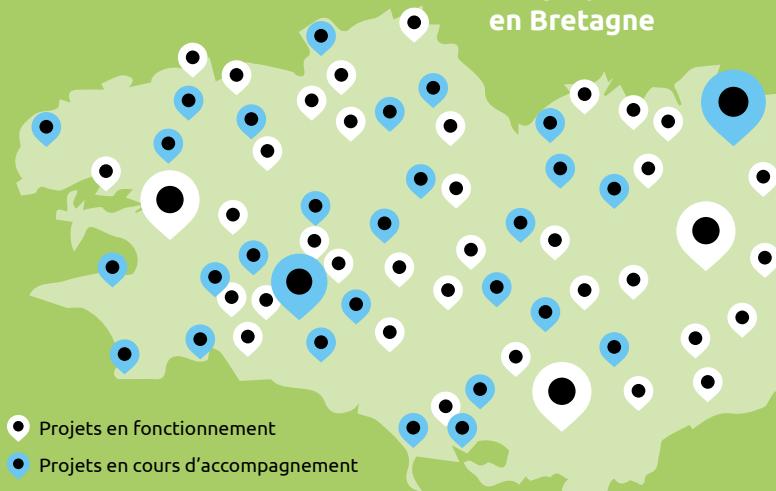 en Bretagne
Projets en fonctionnement
Projets en cours d'accompagnement